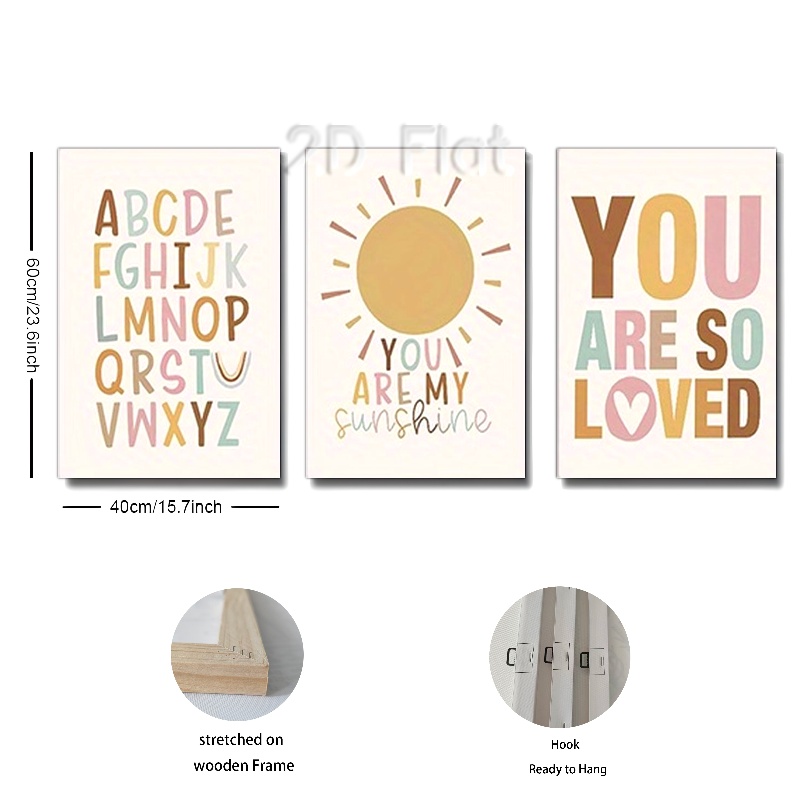 2D Flat
60cm/23.6inch
ABCDE
FGHIJK
LMNOP
QRSTU
VWXYZ
YOU
ARE MY
sunshine
YOU
ARE SO
LOVED
40cm/15.7inch
stretched on
wooden Frame
Hook
Ready to Hang